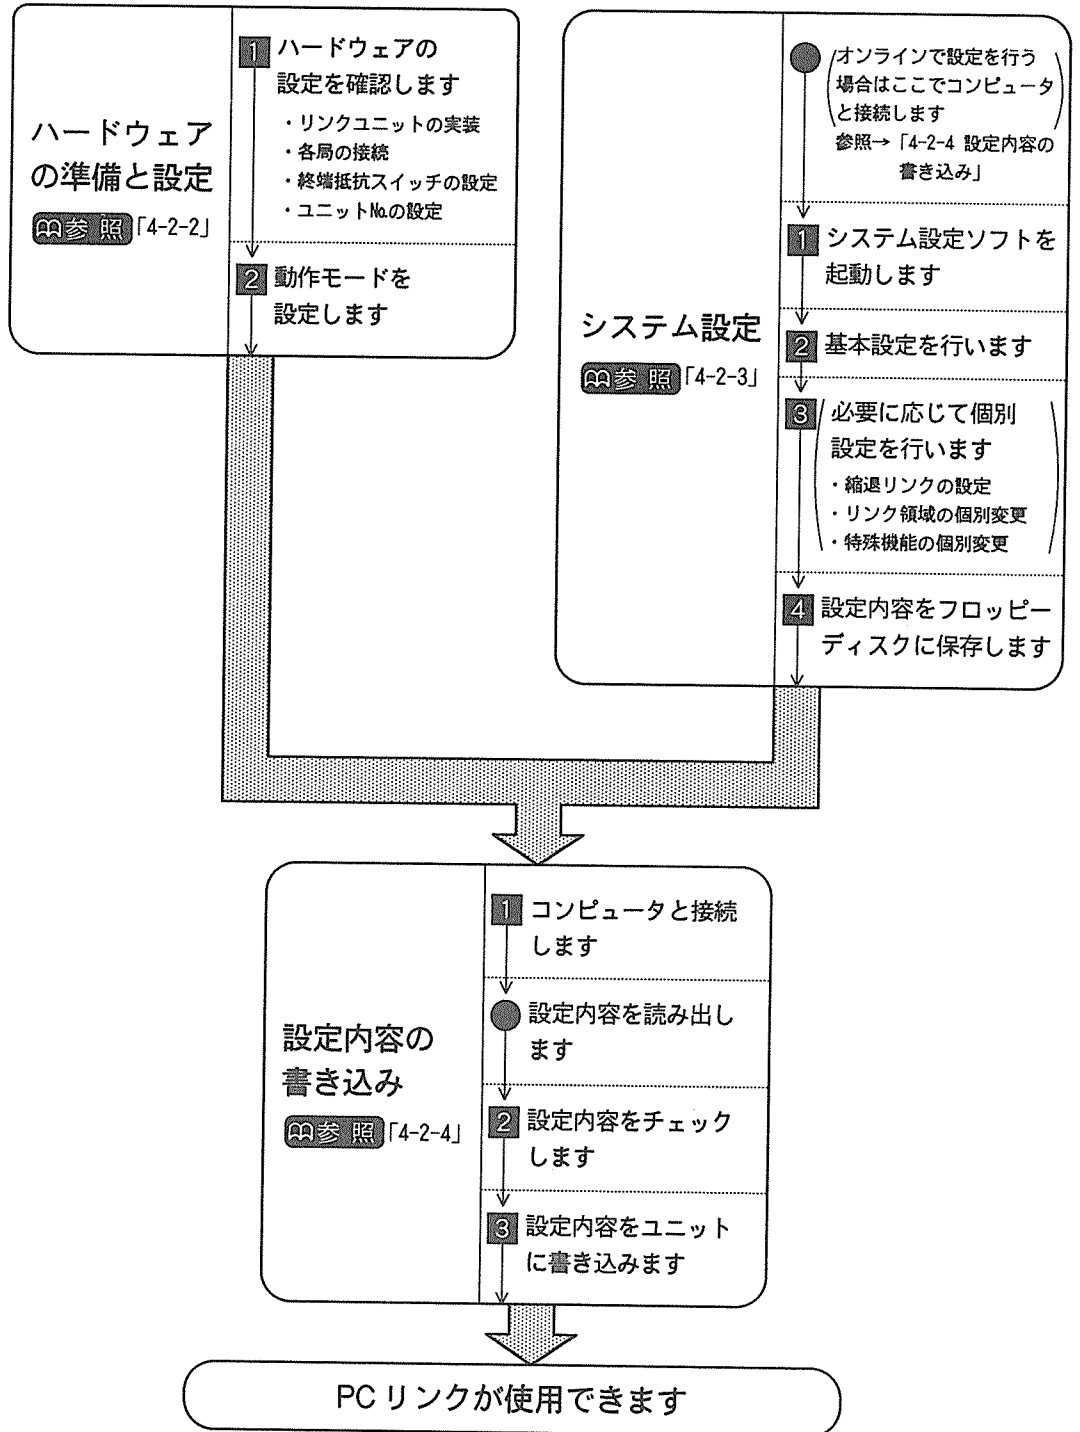 ハードウェア
の準備と設定
参照「4-2-2」
1 ハードウェアの
設定を確認します
・リンクユニットの実装
・各局の接続
・終端抵抗スイッチの設定
・ユニット№の設定
2 動作モードを
設定します
システム設定
参照「4-2-3」
(オンラインで設定を行う
場合はここでコンピュータ
と接続します)
参照→「4-2-4 設定内容の
書き込み」
1 システム設定ソフトを
起動します
2 基本設定を行います
3 (必要に応じて個別
設定を行います
・縮退リンクの設定
・リンク領域の個別変更
・特殊機能の個別変更)
4 設定内容をフロッピー
ディスクに保存します
設定内容の
書き込み
参照「4-2-4」
1 コンピュータと接続
します
設定内容を読み出し
ます
2 設定内容をチェック
します
3 設定内容をユニット
に書き込みます
PCリンクが使用できます